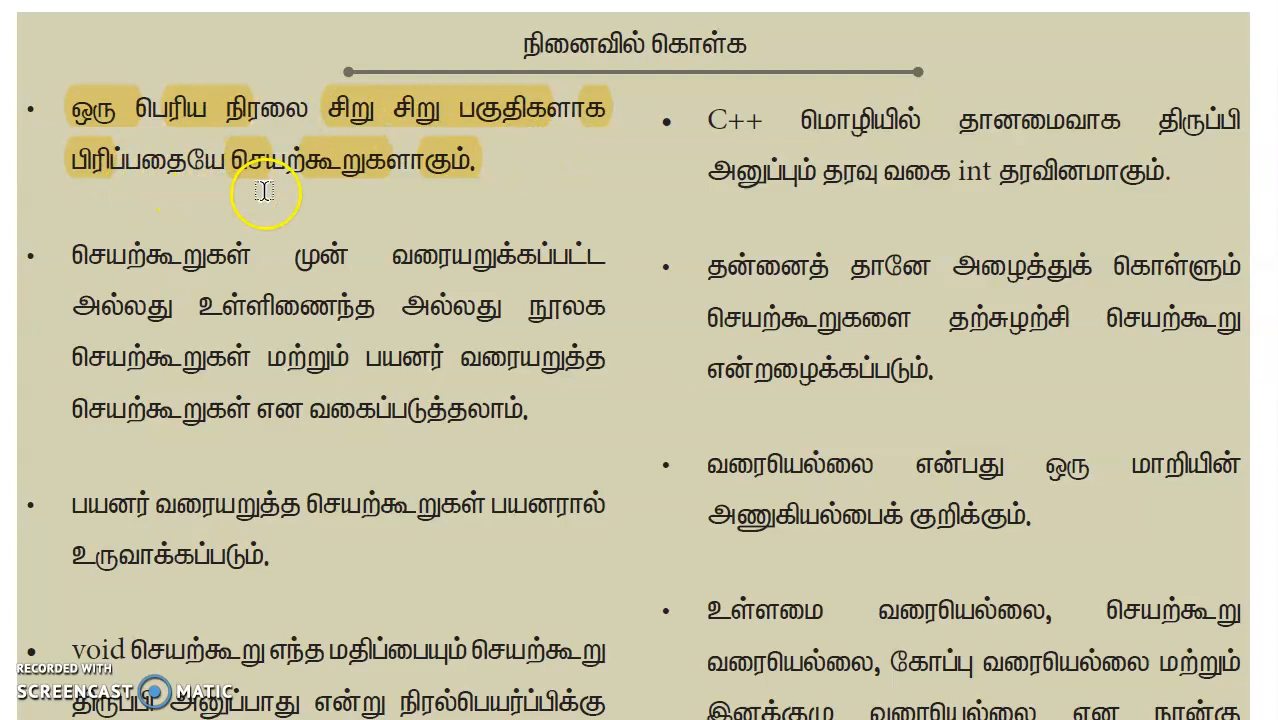 நினைவில் கொள்க
ஒரு பெரிய நிரலை சிறு சிறு பகுதிகளாக
பிரிப்பதையே செயற்கூறுகளாகும்.
செயற்கூறுகள் முன் வரையறுக்கப்பட்ட
அல்லது உள்ளிணைந்த அல்லது நூலக
செயற்கூறுகள் மற்றும் பயனர் வரையறுத்த
செயற்கூறுகள் என வகைப்படுத்தலாம்.
பயனர் வரையறுத்த செயற்கூறுகள் பயனரால்
உருவாக்கப்படும்.
void செயற்கூறு எந்த மதிப்பையும் செயற்கூறு
திருப்பி அனுப்பாது என்று நிரல்பெயர்ப்பிக்கு
C++ மொழியில் தானமைவாக திருப்பி
அனுப்பும் தரவு வகை int தரவினமாகும்.
தன்னைத் தானே அழைத்துக் கொள்ளும்
செயற்கூறுகளை தற்சுழற்சி செயற்கூறு
என்றழைக்கப்படும்.
வரையெல்லை என்பது ஒரு மாறியின்
அணுகியல்பைக் குறிக்கும்.
உள்ளமை வரையெல்லை, செயற்கூறு
வரையெல்லை, கோப்பு வரையெல்லை மற்றும்
இனக்குழு வரையெல்லை என நான்கு
RECORDED WITH
SCREENCAST MATIC